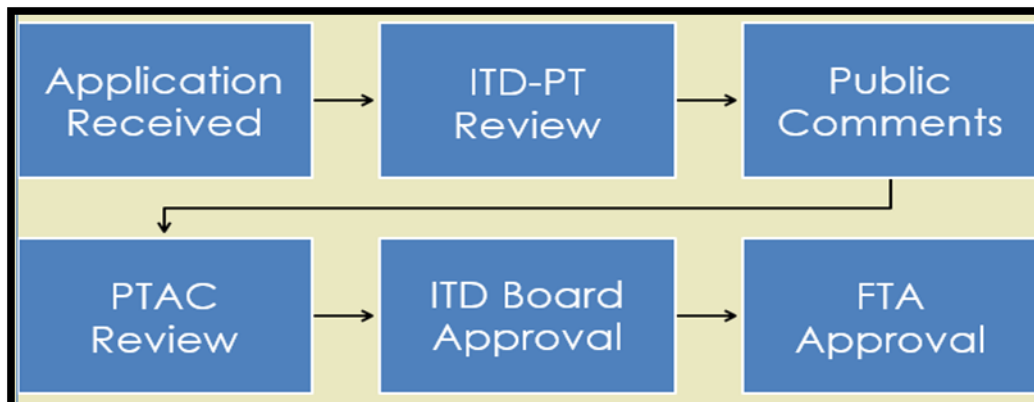 Application
Received
ITD-PT
Review
Public
Comments
PTAC
Review
ITD Board
Approval
FTA
Approval